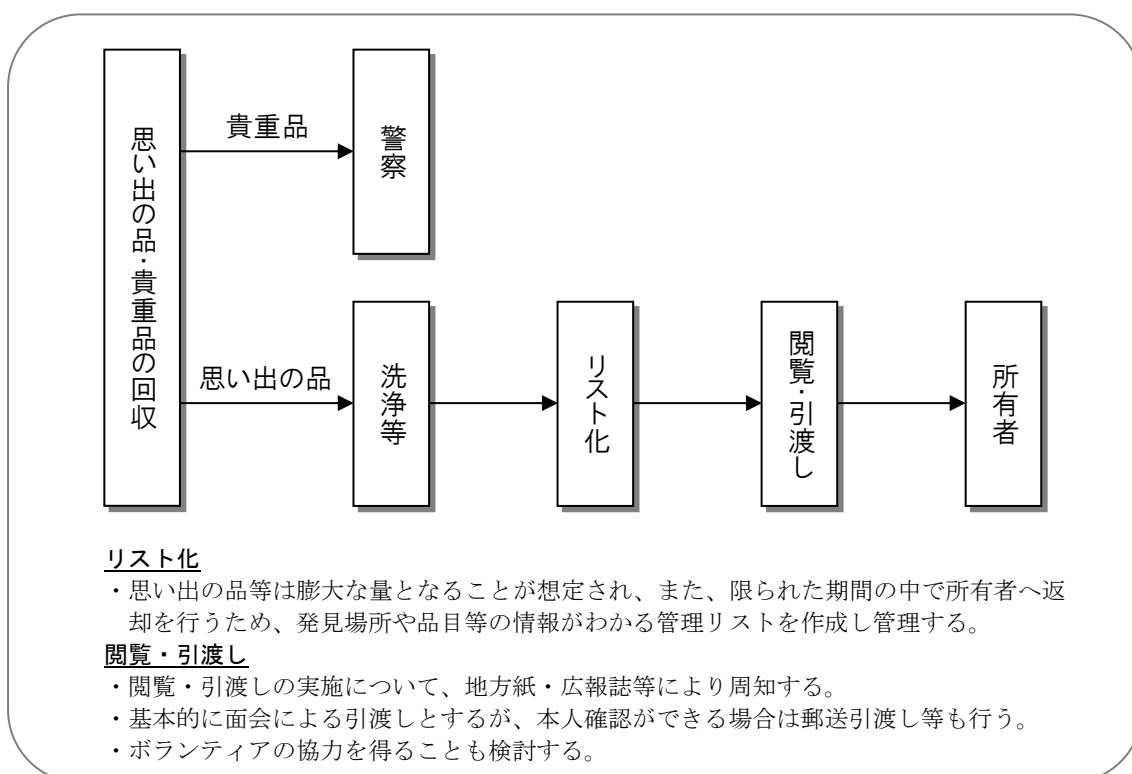 思い出の品・貴重品の回収
貴重品
警察
思い出の品
洗浄等
リスト化
閲覧・引渡し
所有者
リスト化
・思い出の品等は膨大な量となることが想定され、また、限られた期間の中で所有者へ返
却を行うため、発見場所や品目等の情報がわかる管理リストを作成し管理する。
閲覧・引渡し
・閲覧・引渡しの実施について、地方紙・広報誌等により周知する。
・基本的に面会による引渡しとするが、本人確認ができる場合は郵送引渡し等も行う。
・ボランティアの協力を得ることも検討する。